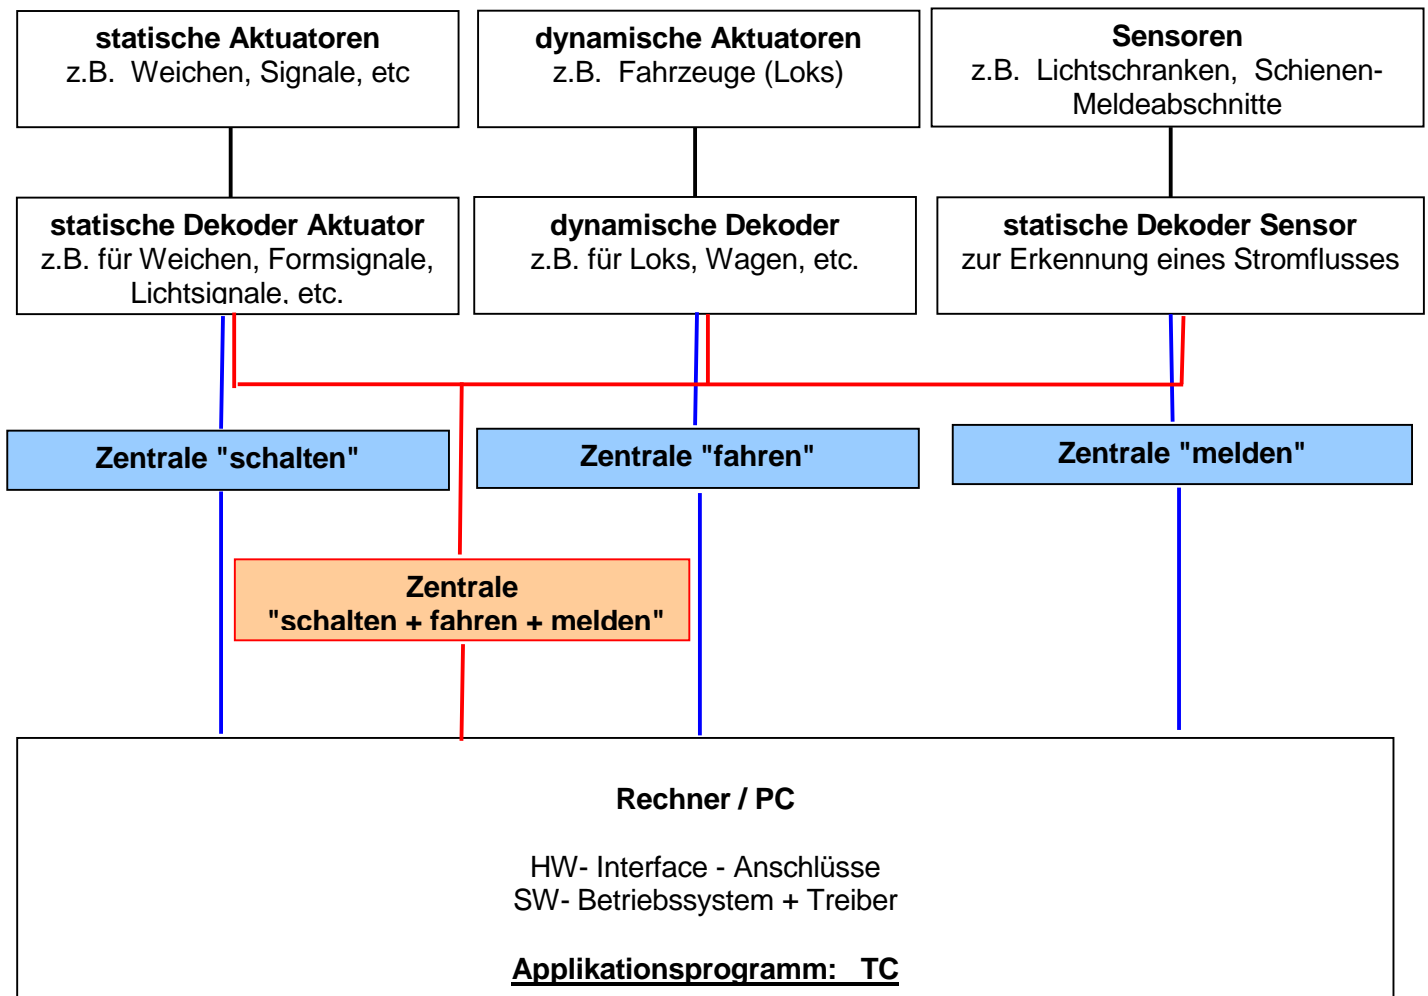 statische Aktuatoren
z.B. Weichen, Signale, etc
dynamische Aktuatoren
z.B. Fahrzeuge (Loks)
Sensoren
z.B. Lichtschranken, Schienen-
Meldeabschnitte
statische Dekoder Aktuator
z.B. für Weichen, Formsignale,
Lichtsignale, etc.
dynamische Dekoder
z.B. für Loks, Wagen, etc.
statische Dekoder Sensor
zur Erkennung eines Stromflusses
Zentrale "schalten"
Zentrale "fahren"
Zentrale "melden"
Zentrale
"schalten + fahren + melden"
Rechner / PC
HW- Interface - Anschlüsse
SW- Betriebssystem + Treiber
Applikationsprogramm: TC